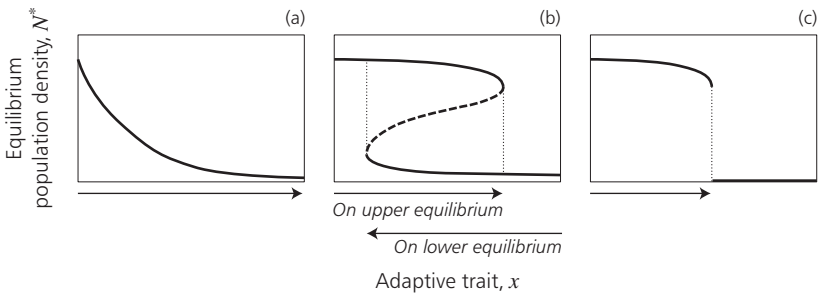 (a)
(b)
(c)
Equilibrium
population density, N*
On upper equilibrium
On lower equilibrium
Adaptive trait, x